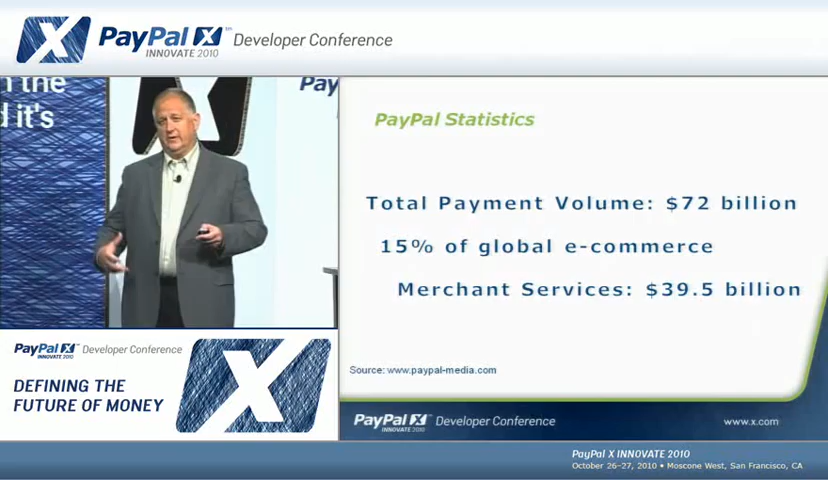 X PayPal X Developer Conference
INNOVATE 2010
n the
d it's
Pay
PayPal Statistics
Total Payment Volume: $72 billion
15% of global e-commerce
Merchant Services: $39.5 billion
Source: www.paypal-media.com
PayPal X Developer Conference
INNOVATE 2010
DEFINING THE
FUTURE OF MONEY
X
PayPal X Developer Conference
INNOVATE 2010
www.x.com
PayPal X INNOVATE 2010
October 26-27, 2010 • Moscone West, San Francisco, CA